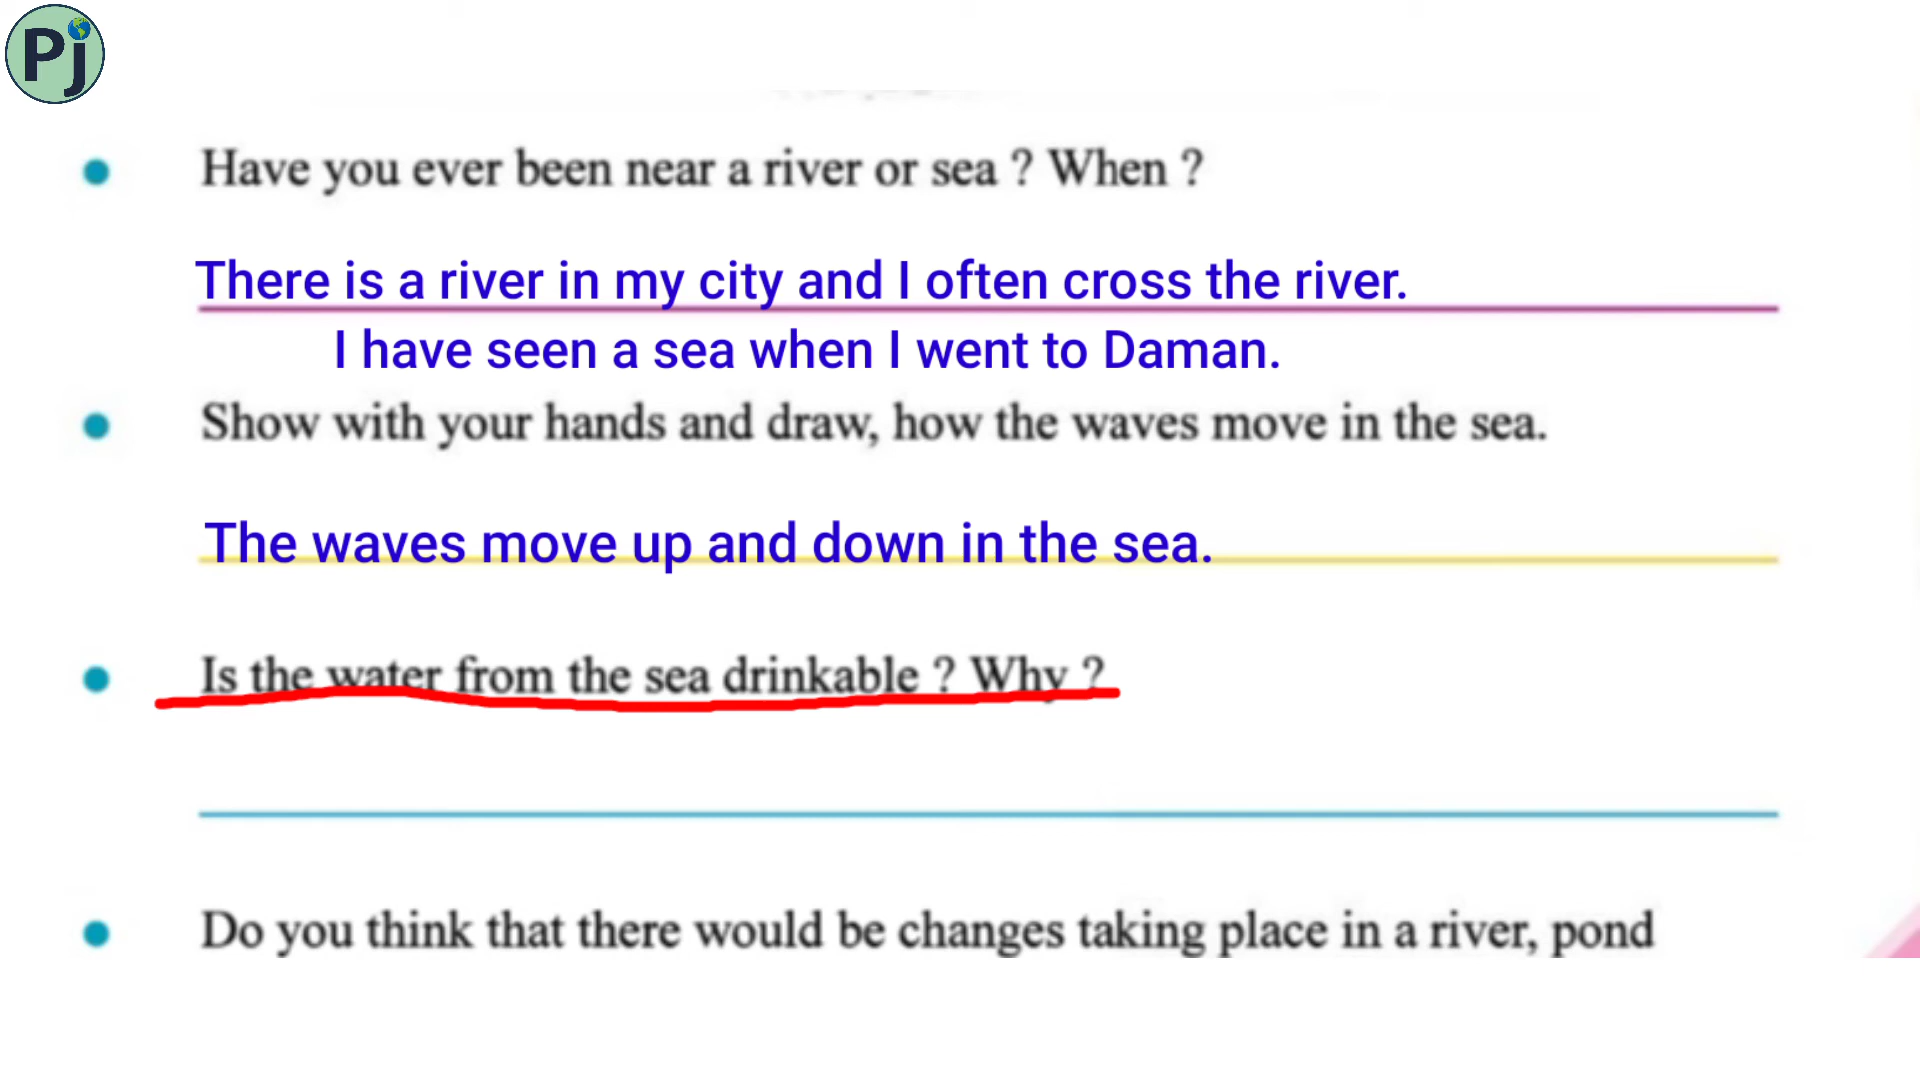 Pj
Have you ever been near a river or sea ? When ?
There is a river in my city and I often cross the river.
I have seen a sea when I went to Daman.
Show with your hands and draw, how the waves move in the sea.
The waves move up and down in the sea.
Is the water from the sea drinkable ? Why ?
Do you think that there would be changes taking place in a river, pond